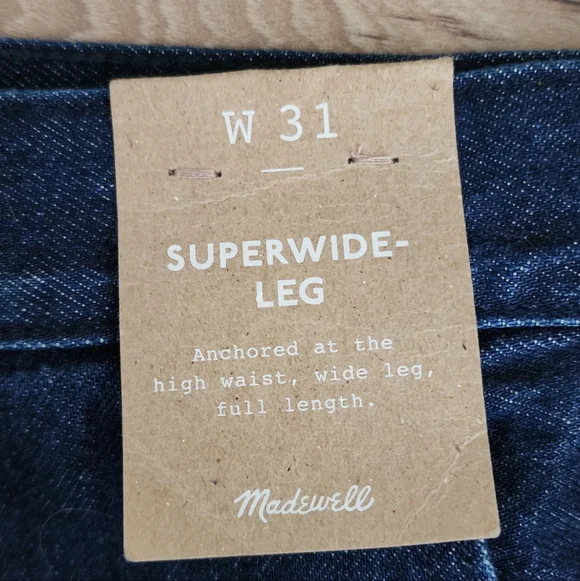 W 31
SUPERWIDE-
LEG
Anchored at the
high waist, wide leg,
full length.
Madewell